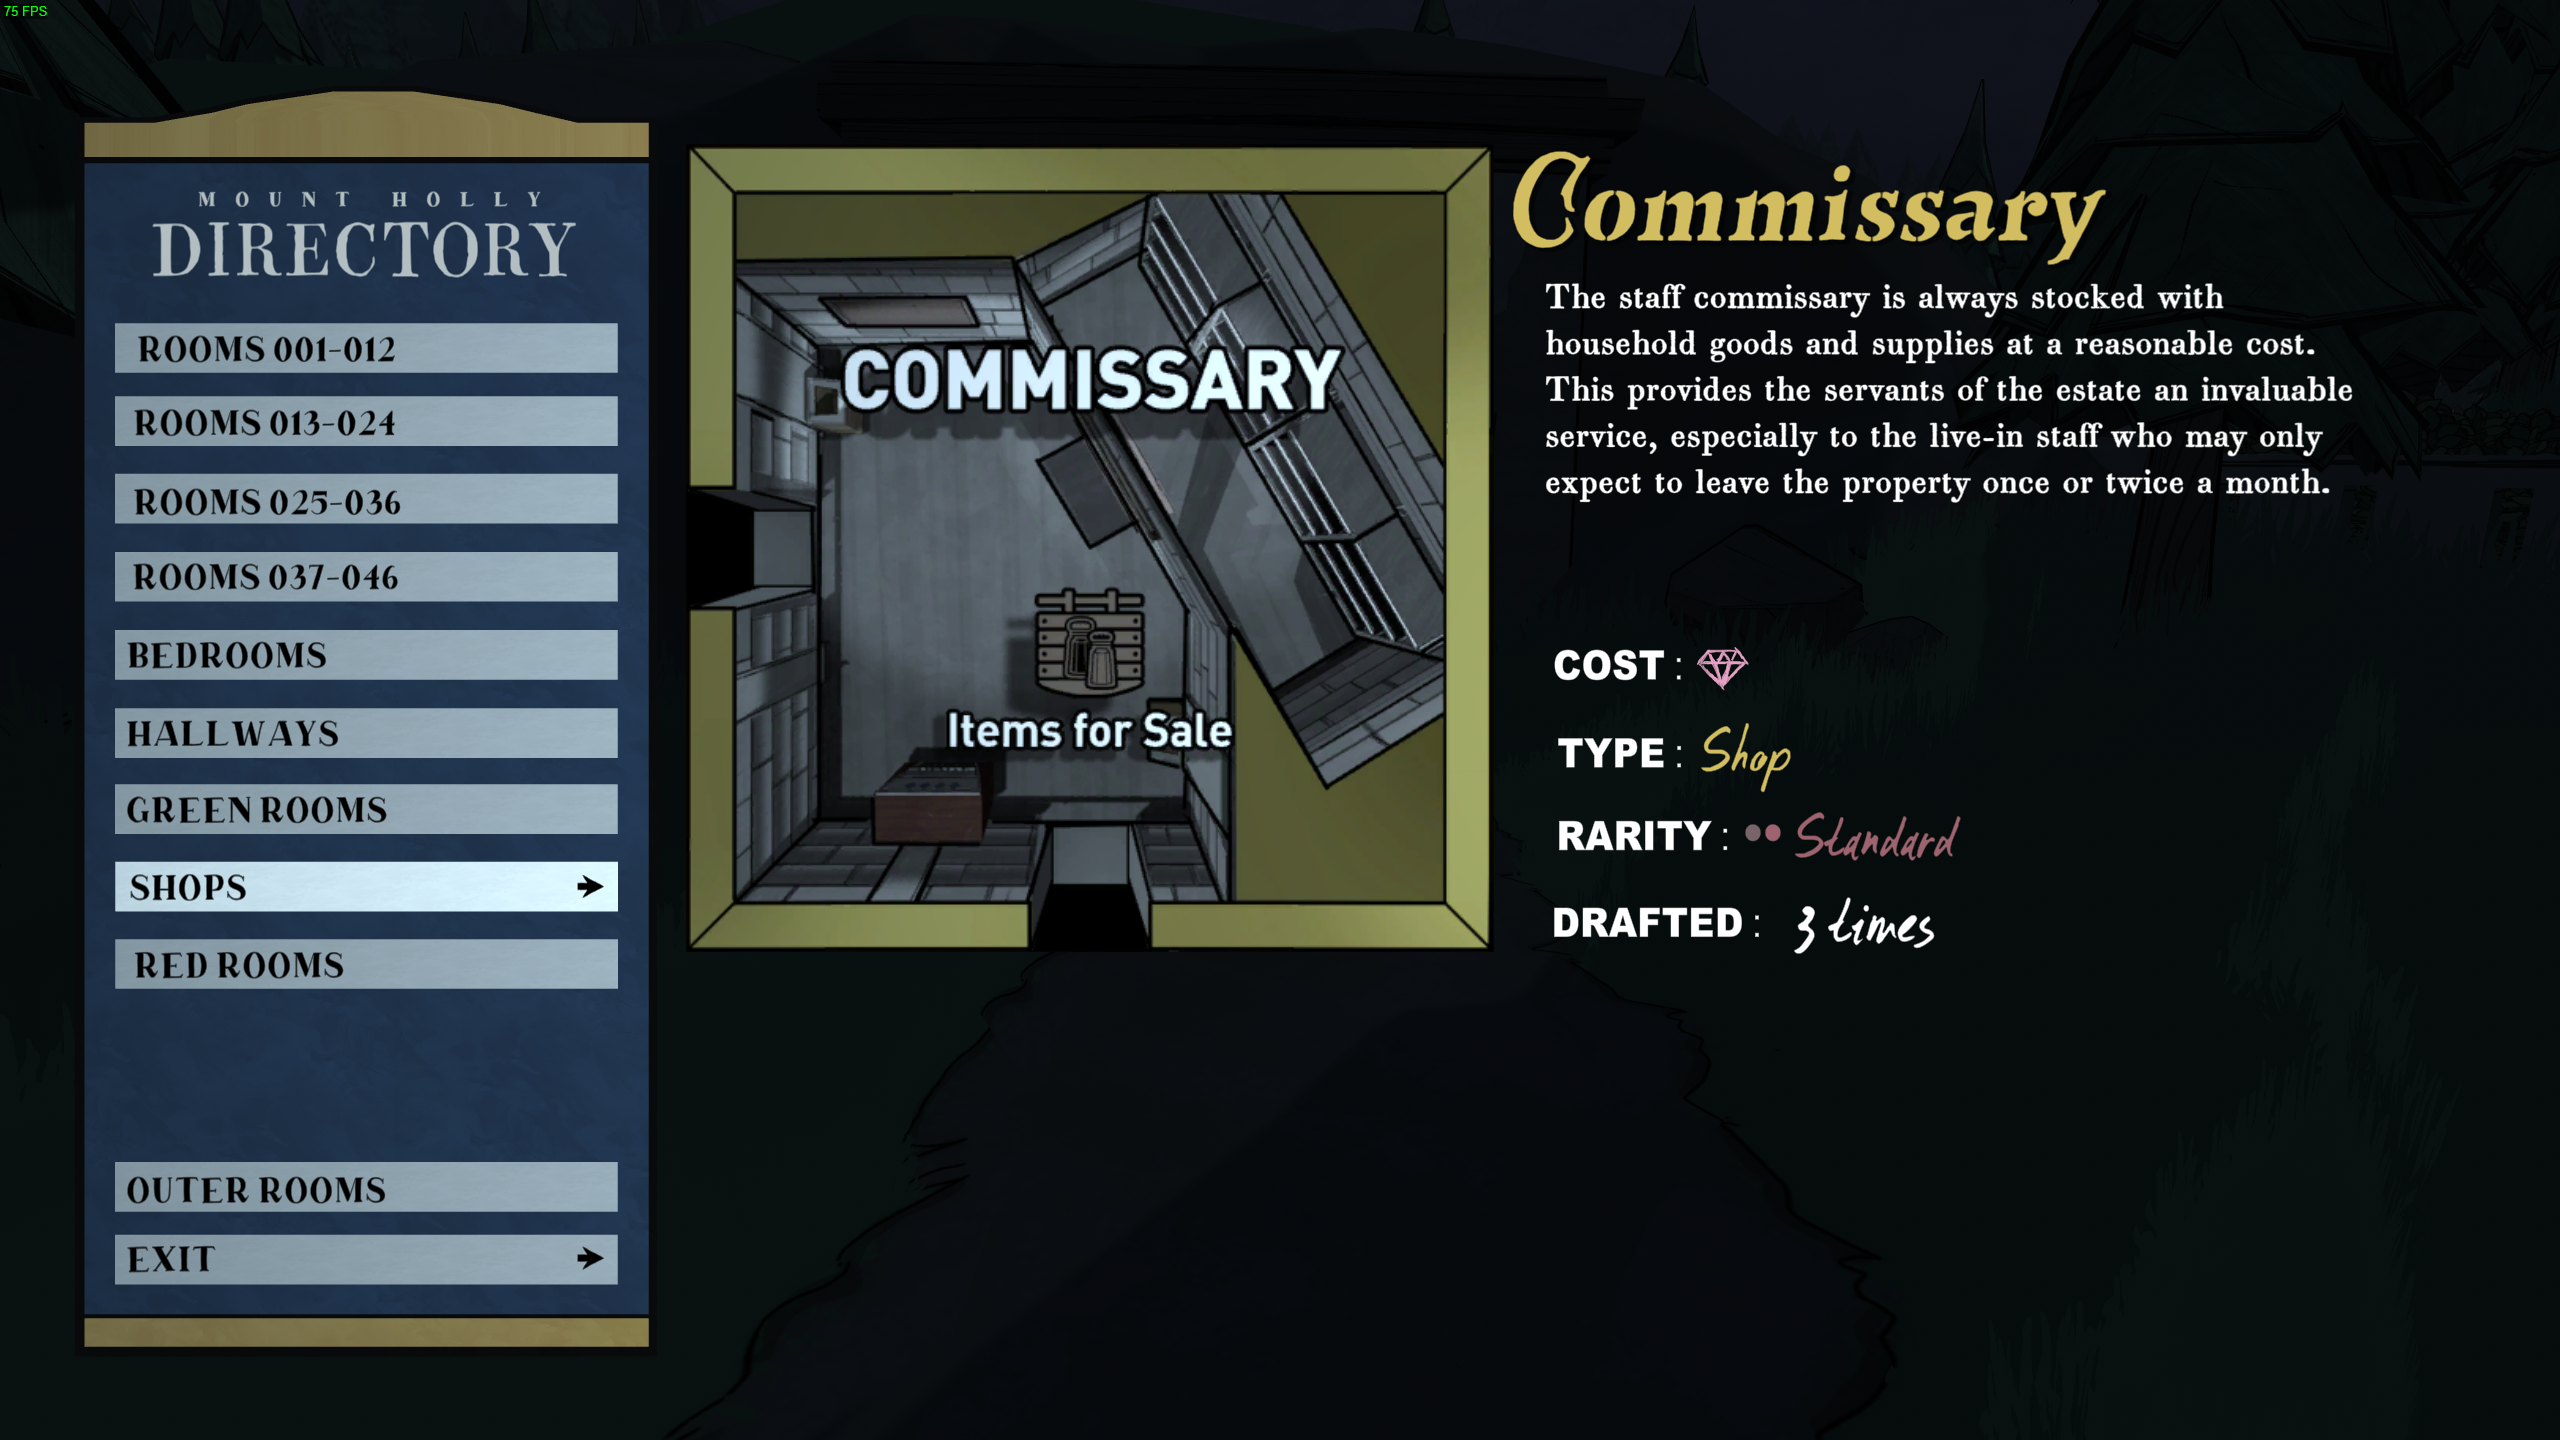 75 FPS
MOUNT HOLLY
DIRECTORY
ROOMS 001-012
ROOMS 013-024
ROOMS 025-036
ROOMS 037-046
BEDROOMS
HALLWAYS
GREEN ROOMS
SHOPS
RED ROOMS
OUTER ROOMS
EXIT
COMMISSARY
Items for Sale
Commissary
The staff commissary is always stocked with
household goods and supplies at a reasonable cost.
This provides the servants of the estate an invaluable
service, especially to the live-in staff who may only
expect to leave the property once or twice a month.
COST :
TYPE : Shop
RARITY : Standard
DRAFTED : 3 times